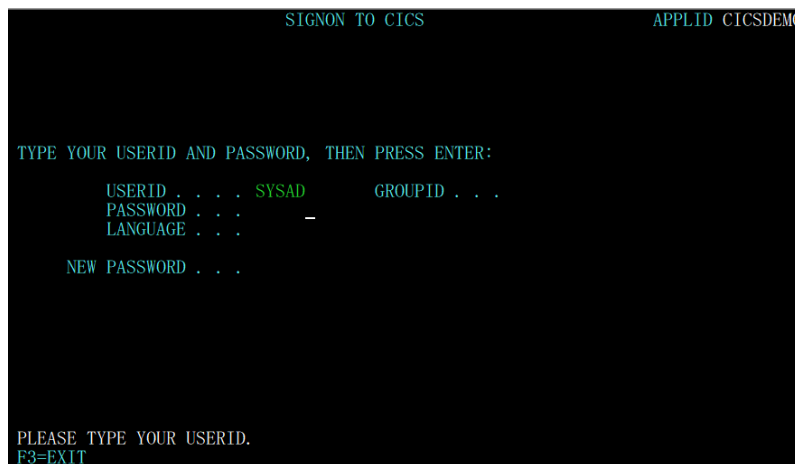 SIGNON TO CICS APPLID CICSDEMO
TYPE YOUR USERID AND PASSWORD, THEN PRESS ENTER:
USERID . . . . SYSAD GROUPID . . .
PASSWORD . . . _
LANGUAGE . . .
NEW PASSWORD . . .
PLEASE TYPE YOUR USERID.
F3=EXIT